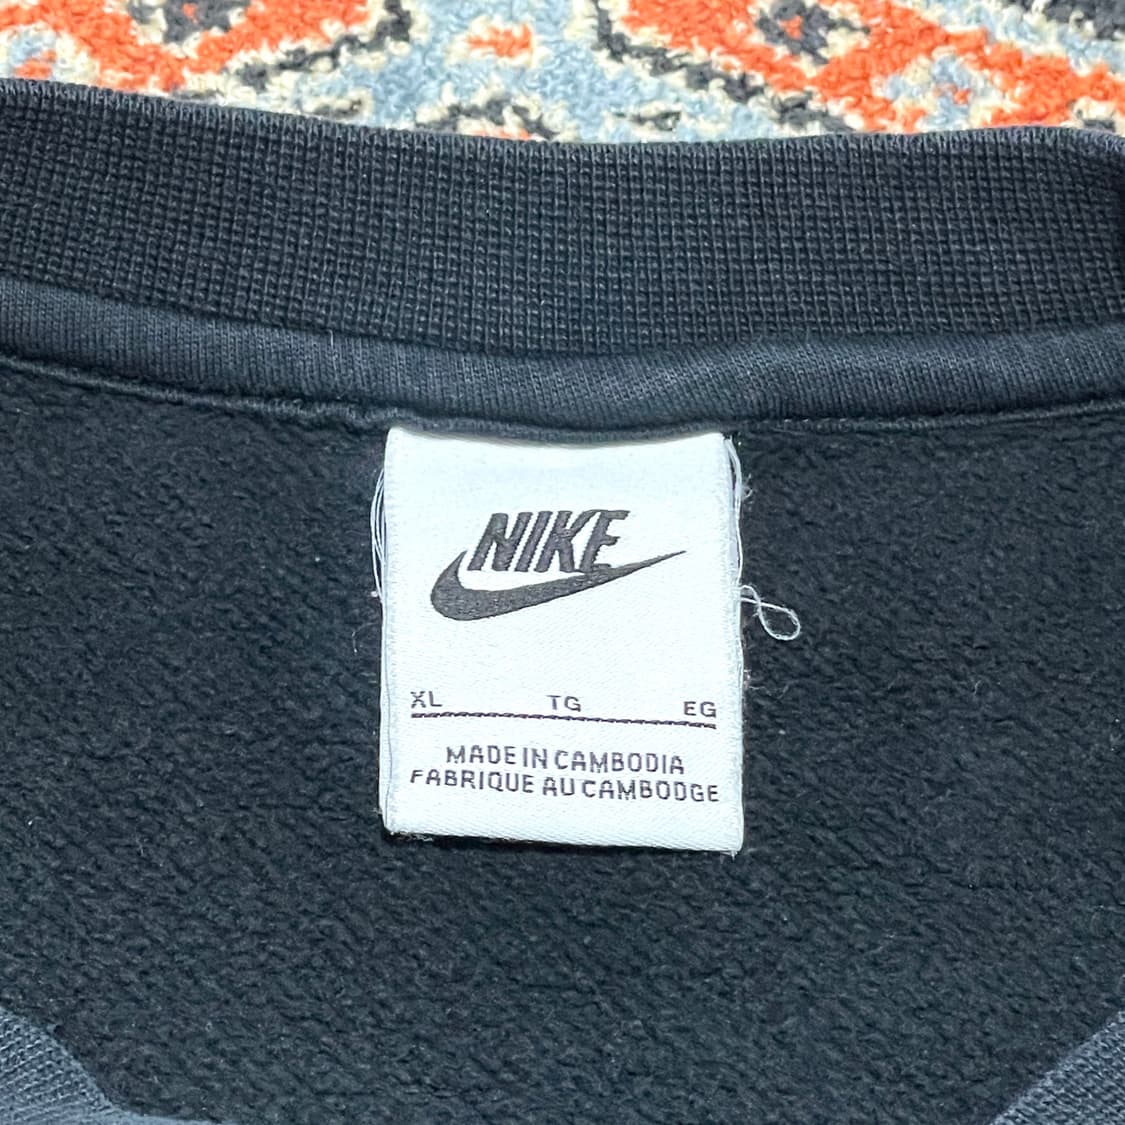 NIKE
XL TG EG
MADE IN CAMBODIA
FABRIQUE AU CAMBODGE